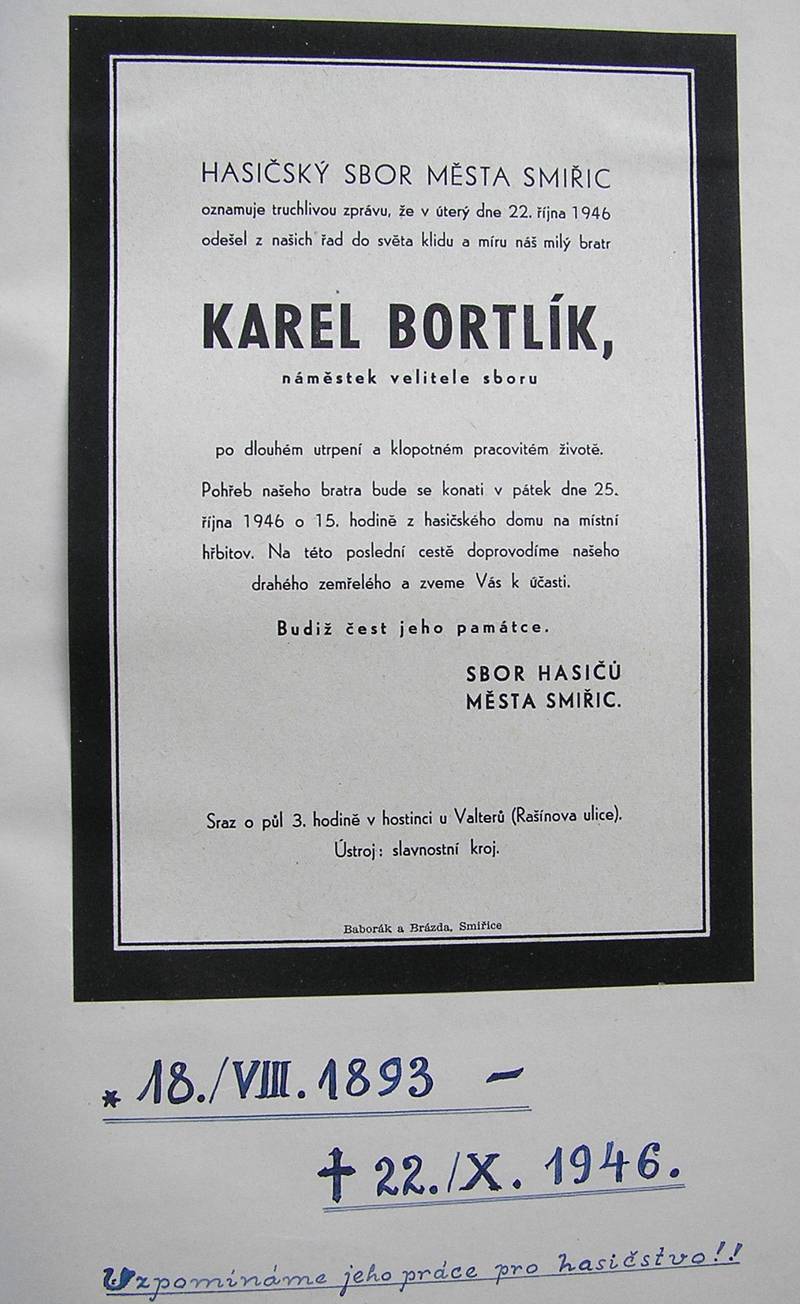 HASIČSKÝ SBOR MĚSTA SMIŘIC
oznamuje truchlivou zprávu, že v úterý dne 22. října 1946
odešel z našich řad do světa klidu a míru náš milý bratr
KAREL BORTLÍK,
náměstek velitele sboru
po dlouhém utrpení a klopotném pracovitém životě.
Pohřeb našeho bratra bude se konati v pátek dne 25.
října 1946 o 15. hodině z hasičského domu na místní
hřbitov. Na této poslední cestě doprovodíme našeho
drahého zemřelého a zveme Vás k účasti.
Budiž čest jeho památce.
SBOR HASIČŮ
MĚSTA SMIŘIC.
Sraz o půl 3. hodině v hostinci u Valterů (Rašínova ulice).
Ústroj: slavnostní kroj.
Baborák a Brázda, Smiřice
* 18./VIII. 1893 –
† 22./X. 1946.
Vzpomínáme jeho práce pro hasičstvo!!